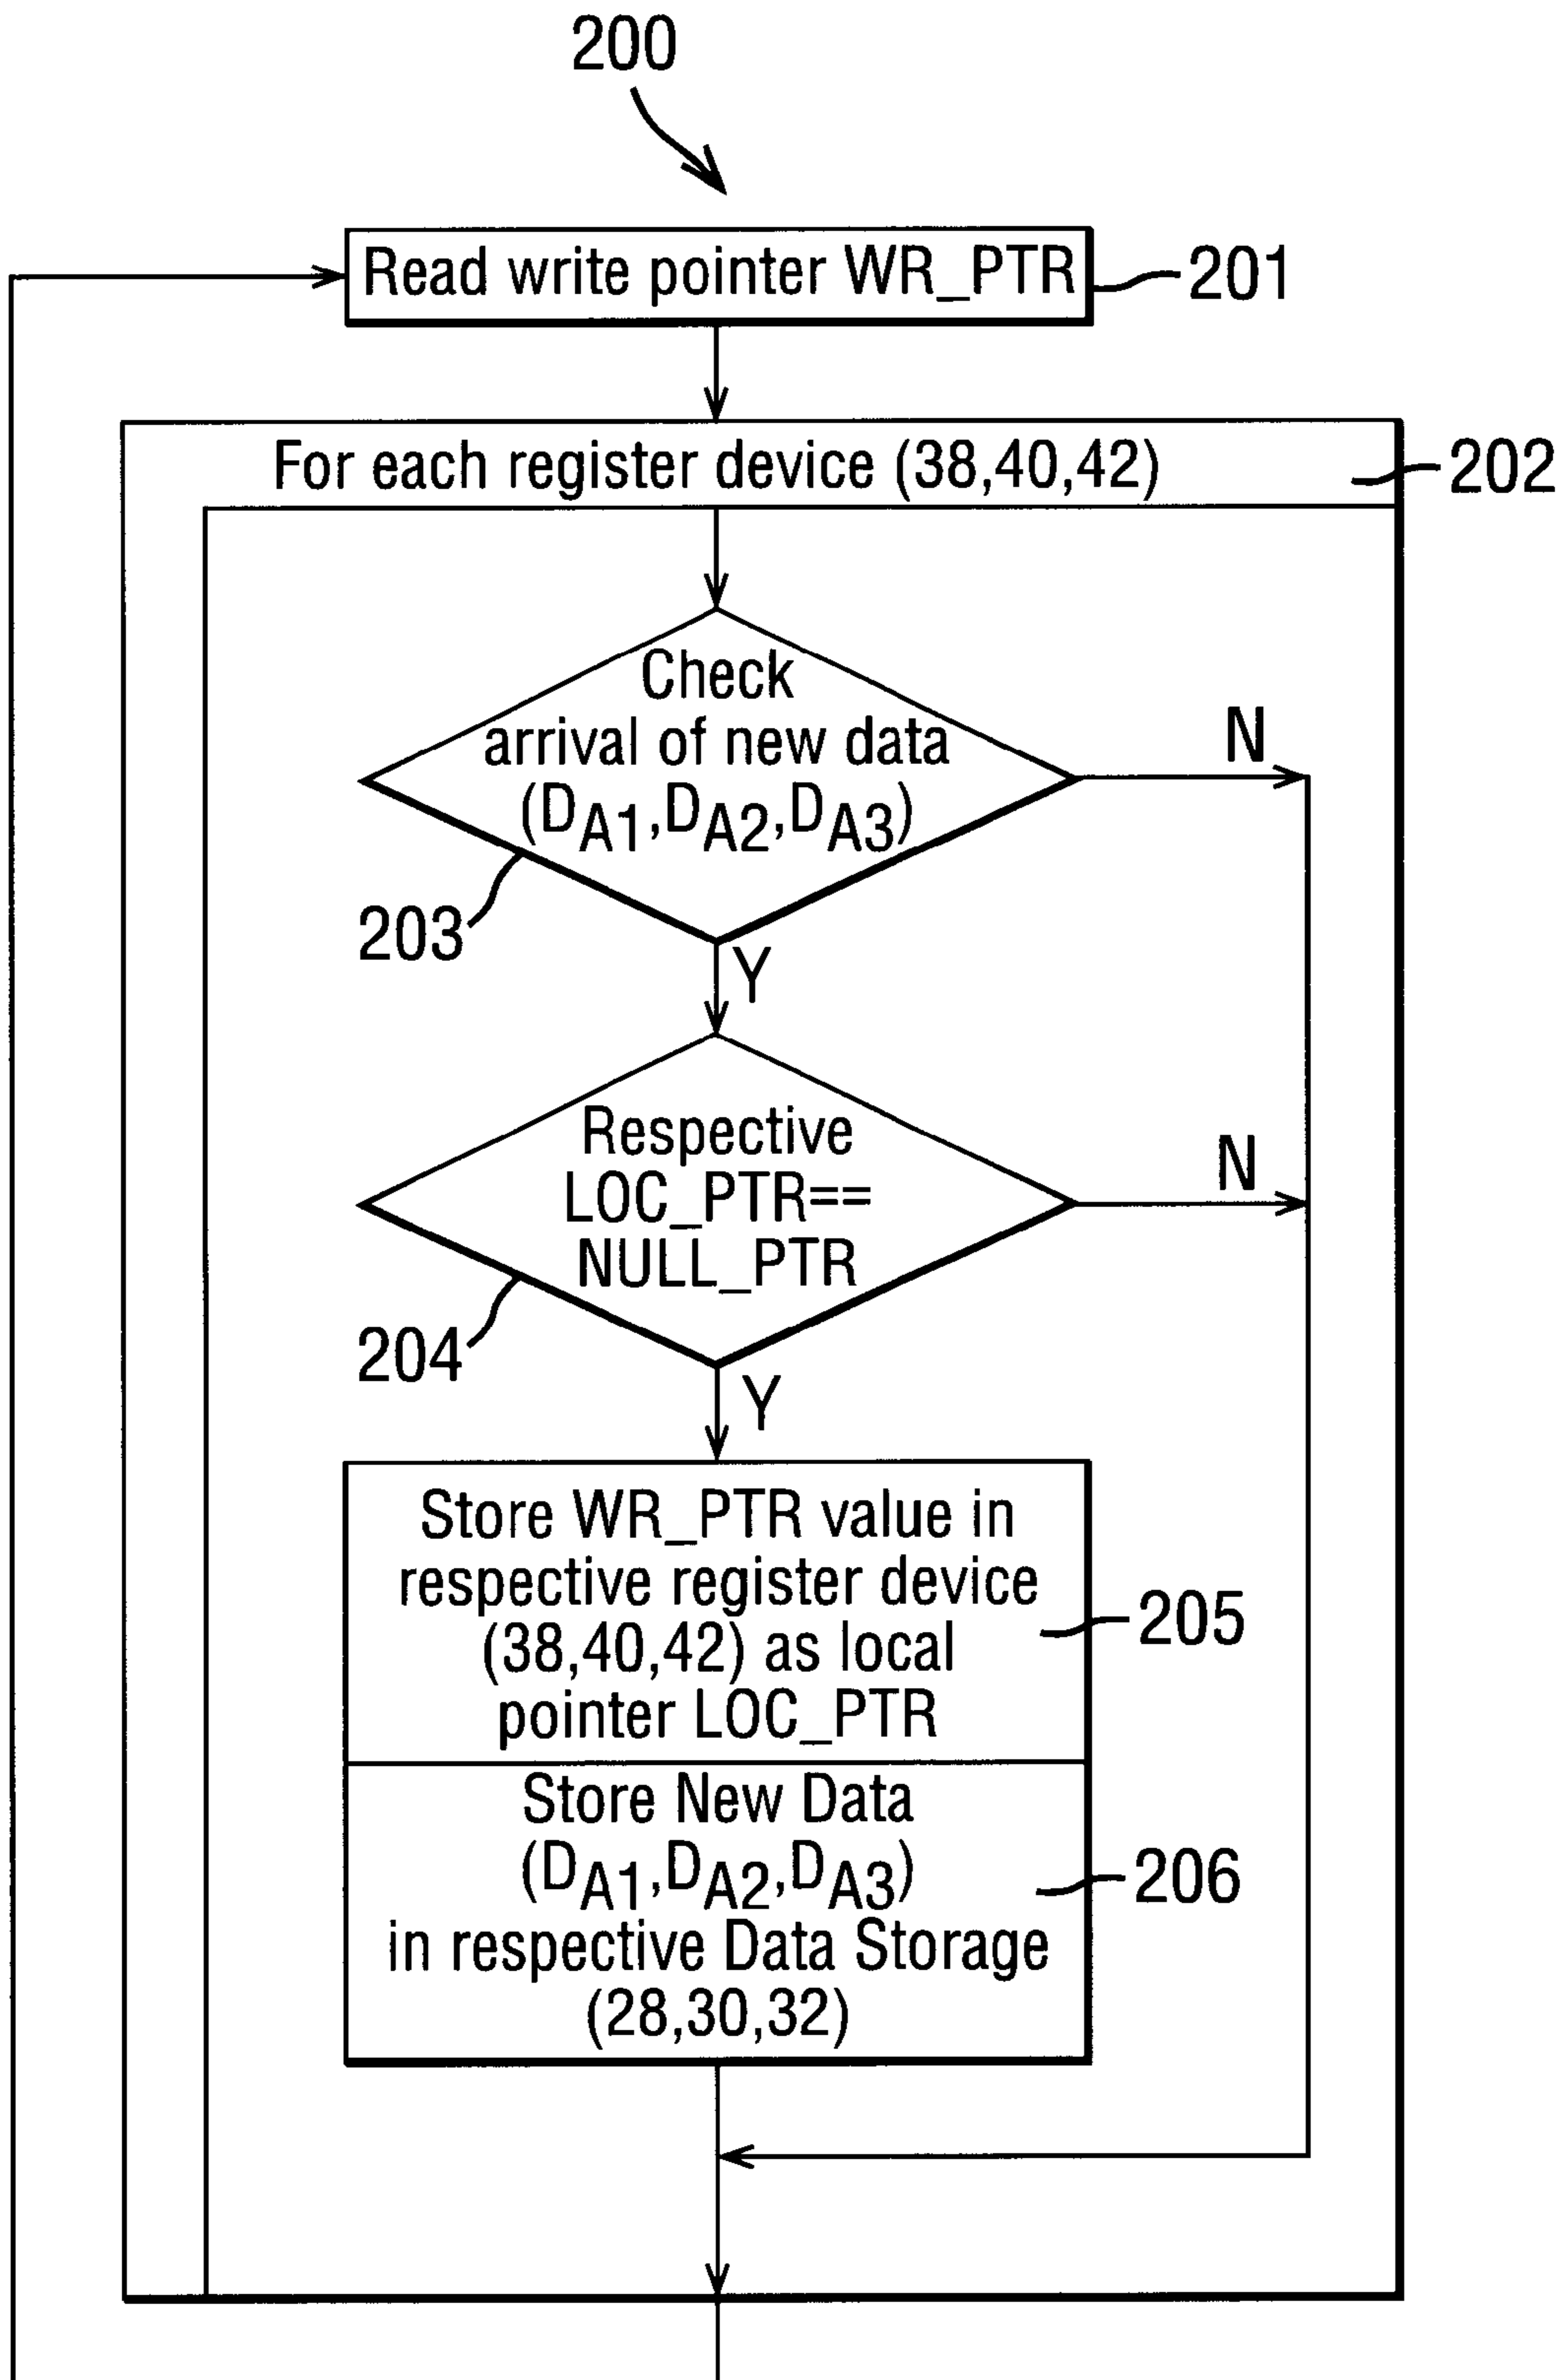 200
Read write pointer WR_PTR
201
For each register device (38,40,42)
202
Check
arrival of new data
(DA1,DA2,DA3)
N
203
Y
Respective
LOC_PTR==
NULL_PTR
N
204
Y
Store WR_PTR value in
respective register device
(38,40,42) as local
pointer LOC_PTR
205
Store New Data
(DA1,DA2,DA3)
in respective Data Storage
(28,30,32)
206